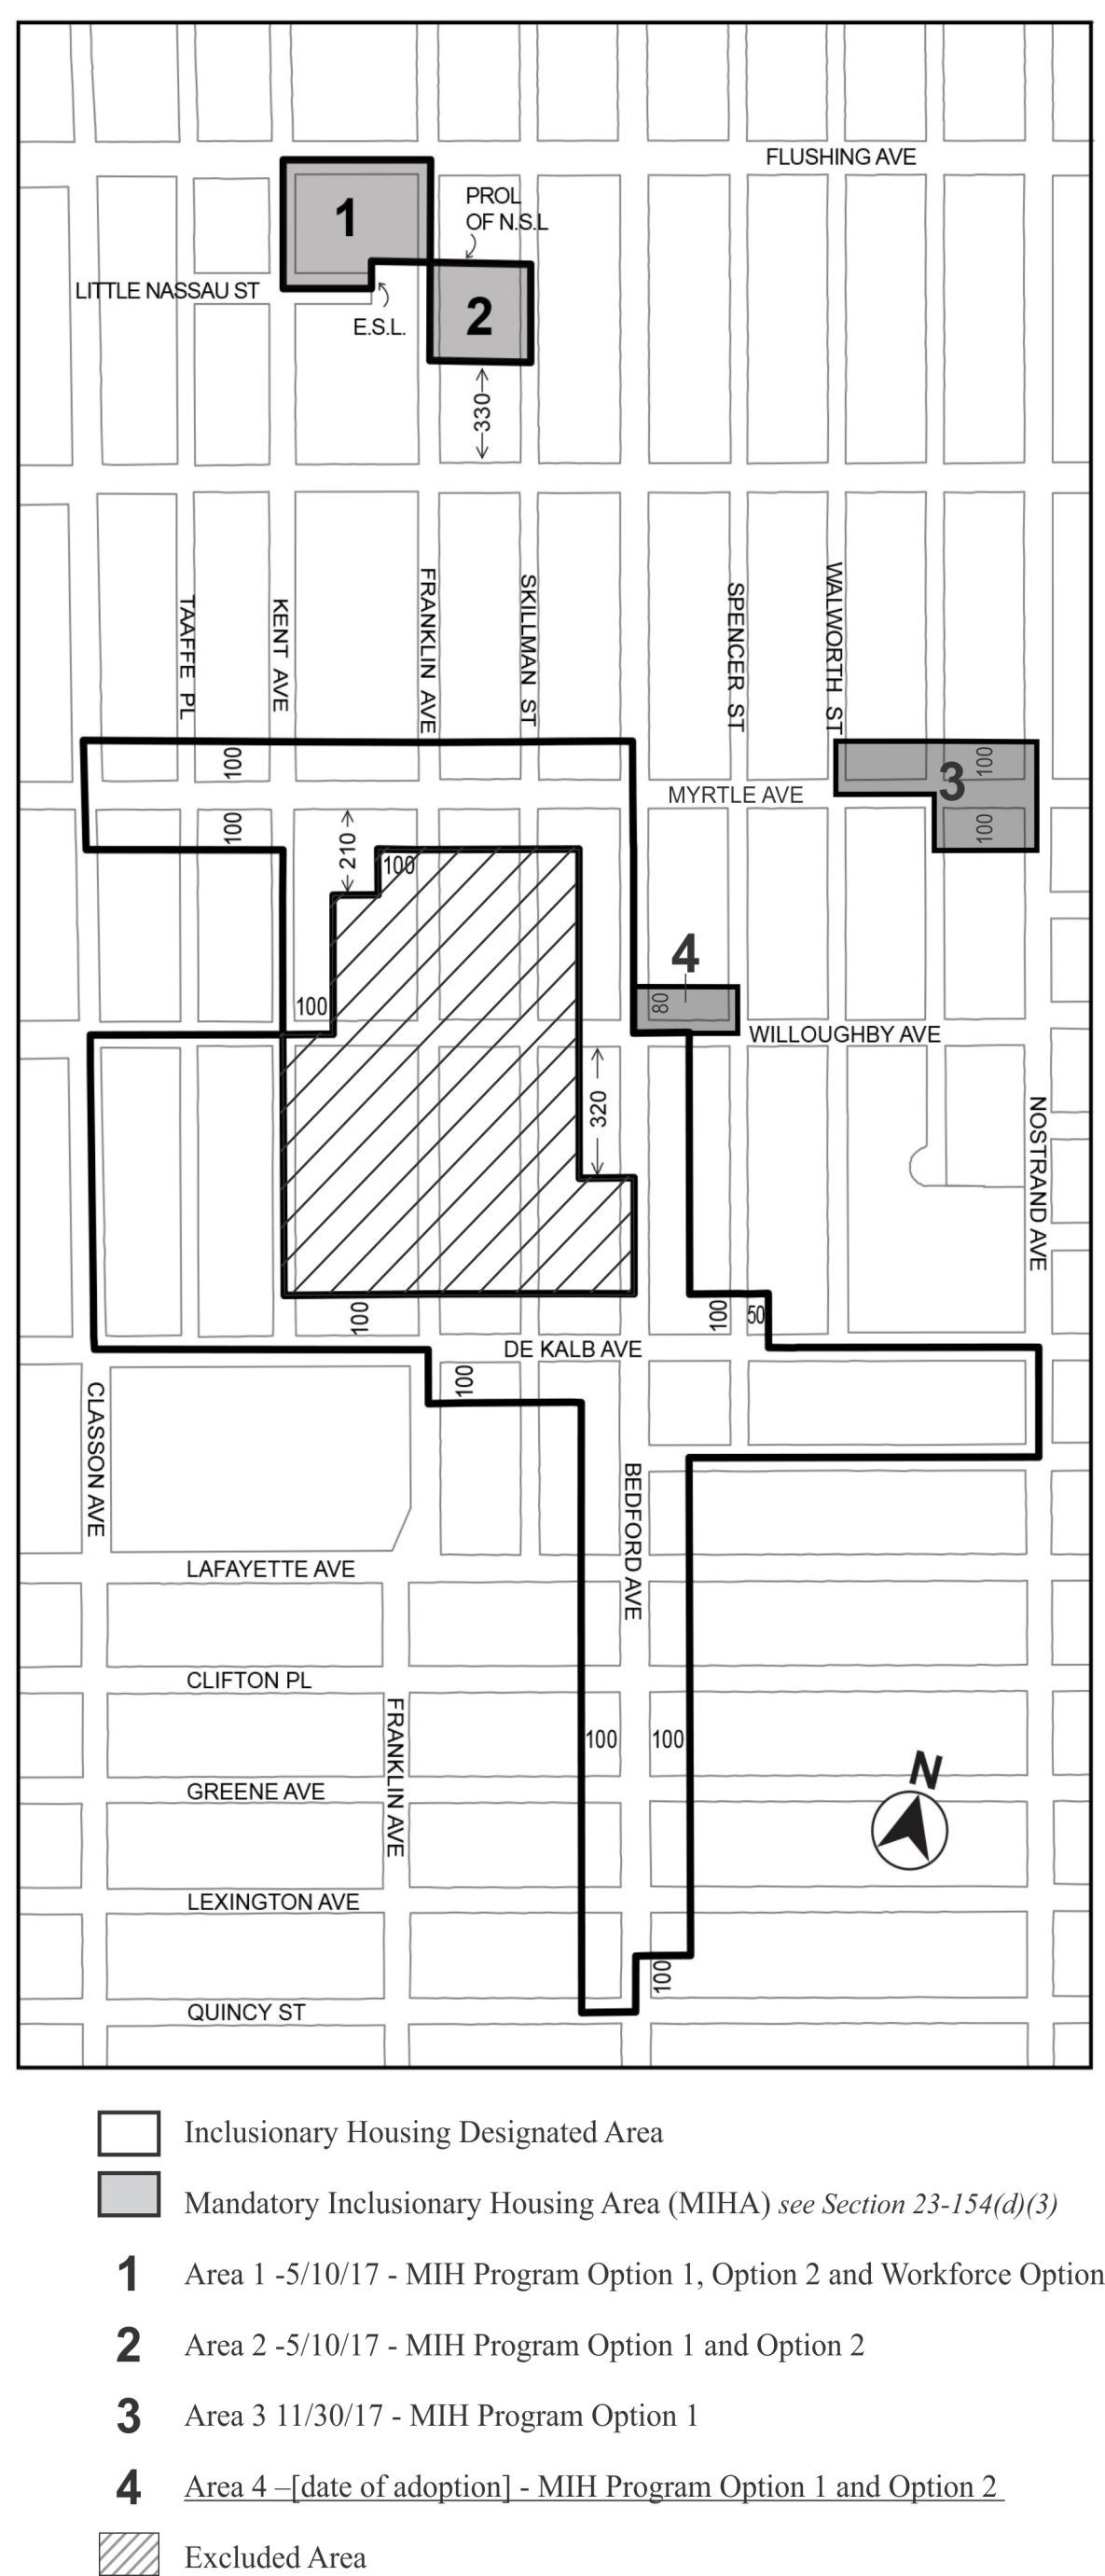 FLUSHING AVE
1
PROL
OF N.S.L
LITTLE NASSAU ST
E.S.L.
2
330
TAAFFE PL
KENT AVE
FRANKLIN AVE
SKILLMAN ST
SPENCER ST
WALWORTH ST
100
100
3
MYRTLE AVE
100
100
210
100
4
80
100
WILLOUGHBY AVE
320
NOSTRAND AVE
100
100
50
DE KALB AVE
100
CLASSON AVE
BEDFORD AVE
LAFAYETTE AVE
CLIFTON PL
FRANKLIN AVE
100
100
N
GREENE AVE
LEXINGTON AVE
100
QUINCY ST
Inclusionary Housing Designated Area
Mandatory Inclusionary Housing Area (MIHA) see Section 23-154(d)(3)
1 Area 1 -5/10/17 - MIH Program Option 1, Option 2 and Workforce Option
2 Area 2 -5/10/17 - MIH Program Option 1 and Option 2
3 Area 3 11/30/17 - MIH Program Option 1
4 Area 4 –[date of adoption] - MIH Program Option 1 and Option 2
Excluded Area